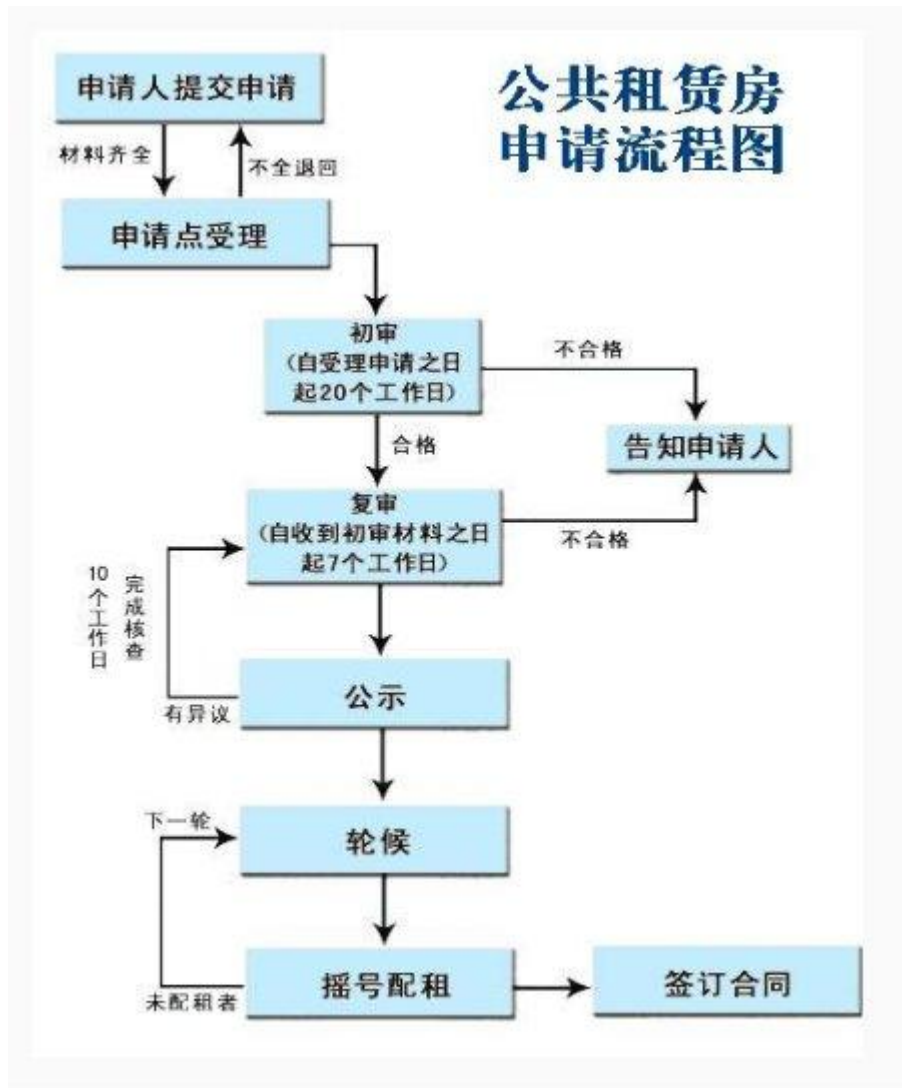 公共租赁房
申请流程图
申请人提交申请
材料齐全
不全退回
申请点受理
初审
(自受理申请之日
起20个工作日)
不合格
告知申请人
合格
复审
(自收到初审材料之日
起7个工作日)
不合格
10个工作日
完成核查
公示
有异议
下一轮
轮候
摇号配租
未配租者
签订合同